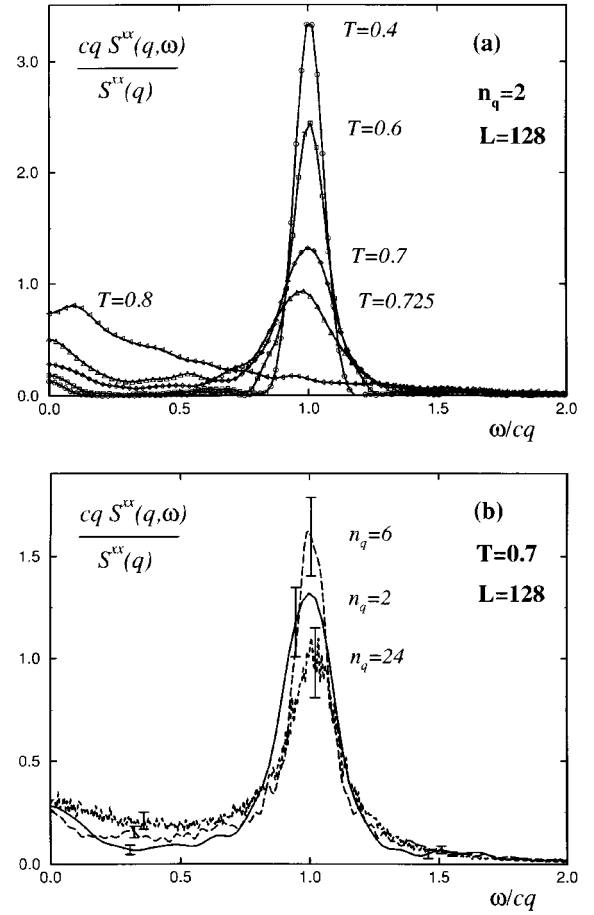 cq S^xx(q,ω)
S^xx(q)
(a)
n_q=2
L=128
T=0.4
T=0.6
T=0.7
T=0.725
T=0.8
3.0
2.0
1.0
0.0
0.0 0.5 1.0 1.5 2.0
ω/cq
cq S^xx(q,ω)
S^xx(q)
(b)
T=0.7
L=128
n_q=6
n_q=2
n_q=24
1.5
1.0
0.5
0.0
0.0 0.5 1.0 1.5 2.0
ω/cq